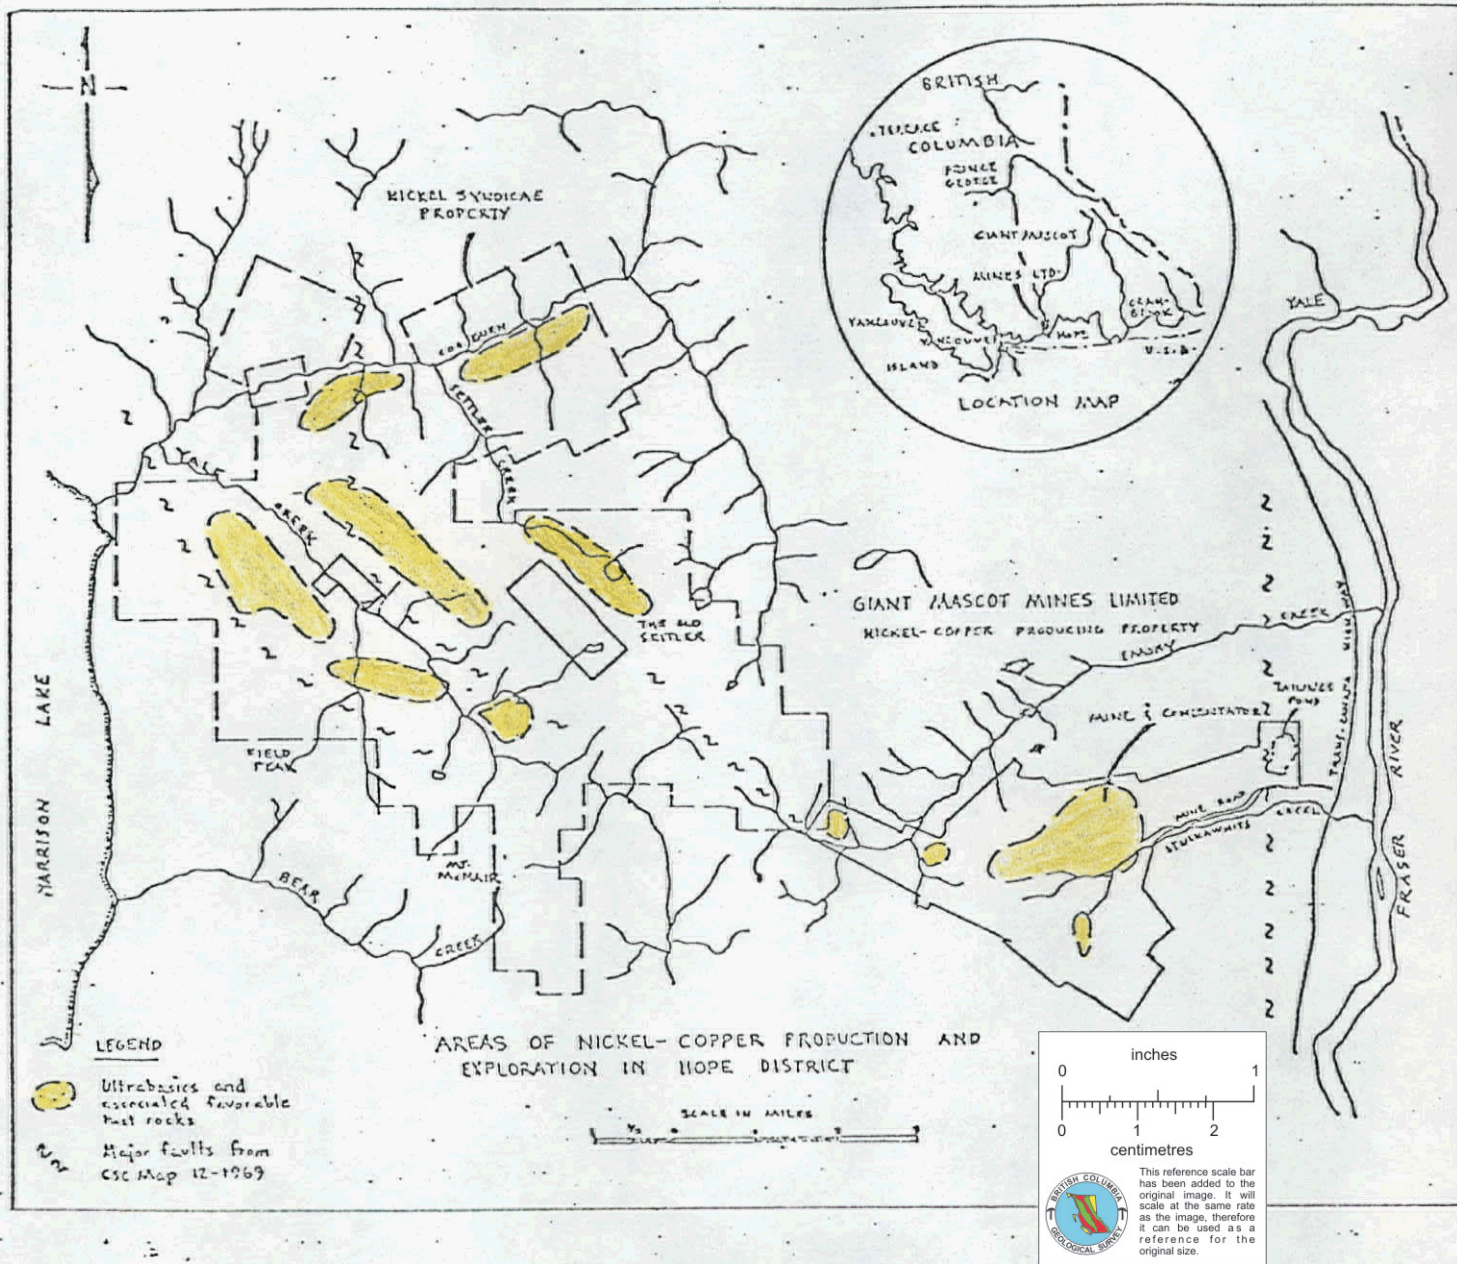 N
NICKEL SYNDICAE
PROPERTY
BRITISH
TERRACE
COLUMBIA
PRINCE
GEORGE
GIANT MASCOT
MINES LTD.
CRAN-
BROOK
VANCOUVER
VANCOUVER
HOPE
ISLAND
U.S.A.
LOCATION MAP
YALE
COGBURN
SETTLER
CREEK
TALC
CREEK
THE OLD
SETTLER
GIANT MASCOT MINES LIMITED
NICKEL-COPPER PRODUCING PROPERTY
EMORY
CREEK
TRANS-CANADA HIGHWAY
TAILINGS
POND
MINE & CONCENTRATOR
MINE ROAD
STULKAWHITS
CREEK
FRASER RIVER
HARRISON LAKE
FIELD
PEAK
MT.
McNAIR
BEAR
CREEK
AREAS OF NICKEL-COPPER PRODUCTION AND
EXPLORATION IN HOPE DISTRICT
SCALE IN MILES
1/2
LEGEND
Ultrabasics and
associated favorable
host rocks
Major faults from
GSC Map 12-1969
inches
0 1
0 1 2
centimetres
BRITISH COLUMBIA
GEOLOGICAL SURVEY
This reference scale bar
has been added to the
original image. It will
scale at the same rate
as the image, therefore
it can be used as a
reference for the
original size.